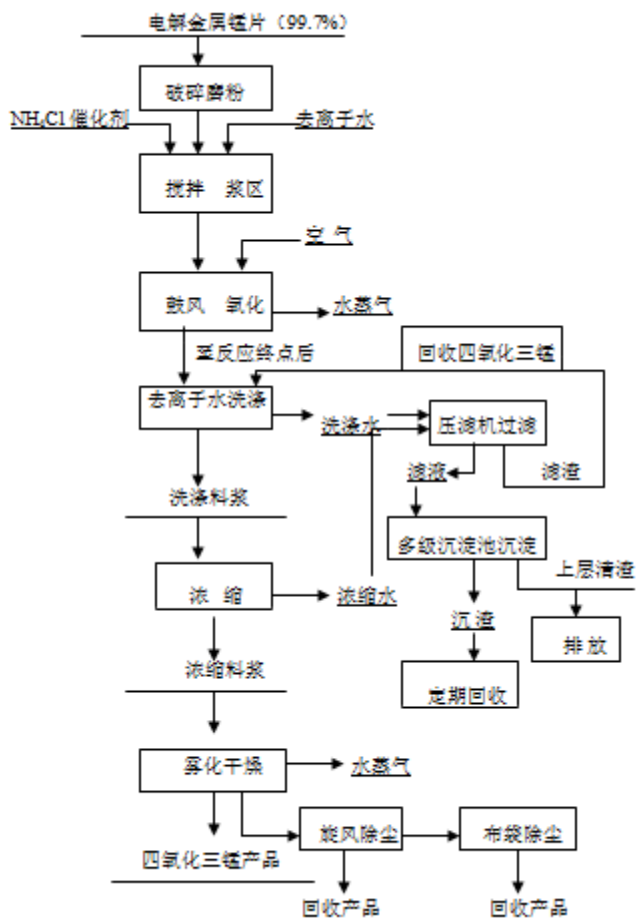 电解金属锰片（99.7%）
破碎磨粉
NH₄Cl 催化剂
去离子水
搅拌 浆区
空 气
鼓风 氧化
水蒸气
至反应终点后
回收四氧化三锰
去离子水洗涤
洗涤水
压滤机过滤
滤液
滤渣
洗涤料浆
多级沉淀池沉淀
上层清渣
浓 缩
浓缩水
沉 渣
排 放
浓缩料浆
定期回收
雾化干燥
水蒸气
旋风除尘
布袋除尘
四氧化三锰产品
回收产品
回收产品